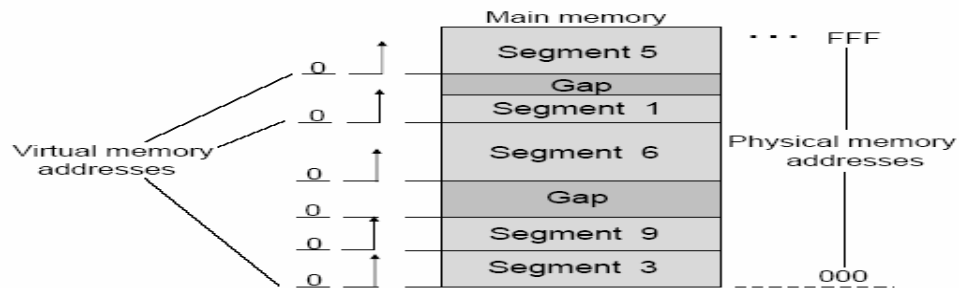 Main memory
Segment 5
Gap
Segment 1
Segment 6
Gap
Segment 9
Segment 3
0
0
0
0
0
0
Virtual memory
addresses
... FFF
Physical memory
addresses
000